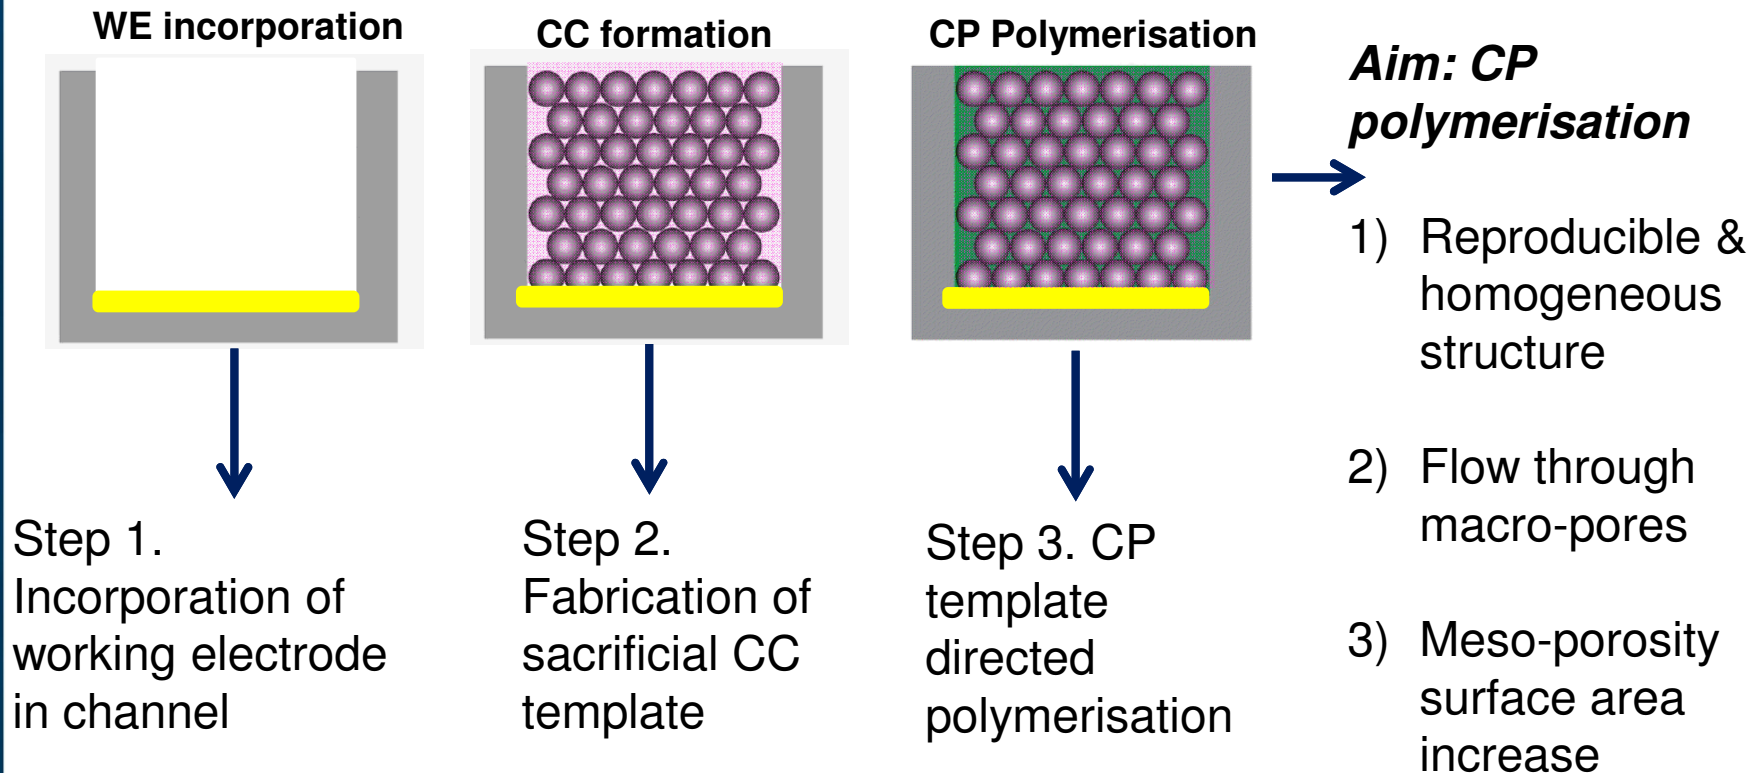 WE incorporation
CC formation
CP Polymerisation
Step 1.
Incorporation of
working electrode
in channel
Step 2.
Fabrication of
sacrificial CC
template
Step 3. CP
template
directed
polymerisation
Aim: CP
polymerisation
1) Reproducible &
homogeneous
structure
2) Flow through
macro-pores
3) Meso-porosity
surface area
increase